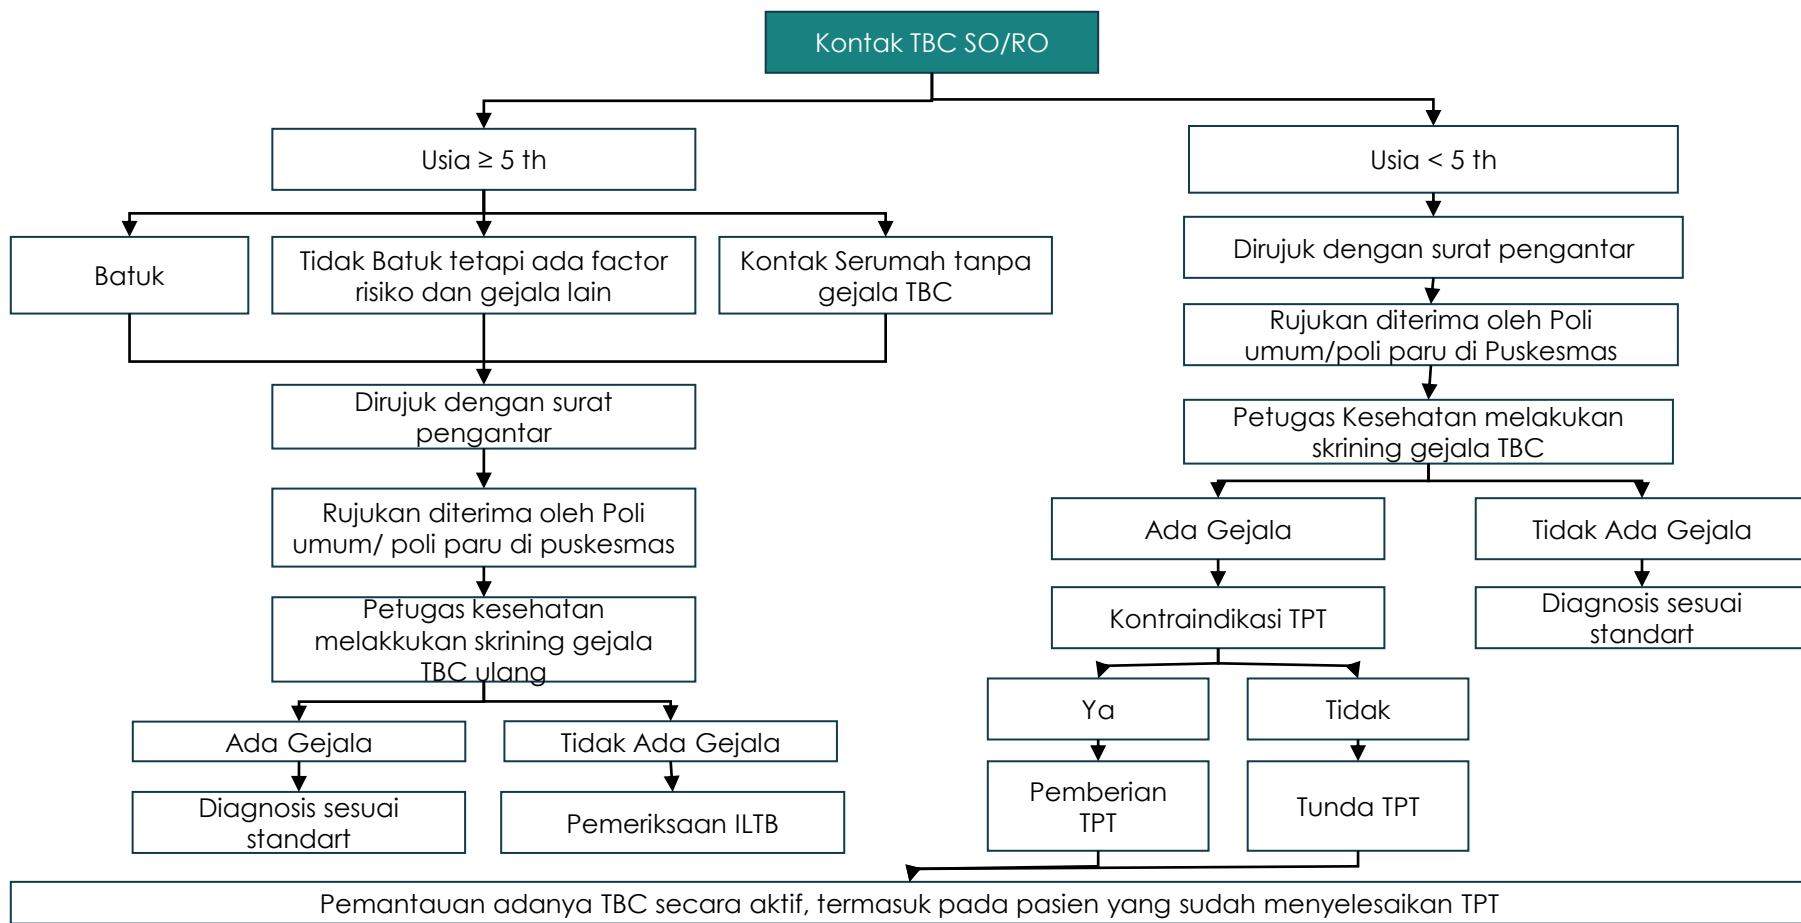 Kontak TBC SO/RO
Usia ≥ 5 th
Usia < 5 th
Batuk
Tidak Batuk tetapi ada factor
risiko dan gejala lain
Kontak Serumah tanpa
gejala TBC
Dirujuk dengan surat
pengantar
Rujukan diterima oleh Poli
umum/ poli paru di puskesmas
Petugas kesehatan
melakkukan skrining gejala
TBC ulang
Ada Gejala
Tidak Ada Gejala
Diagnosis sesuai
standart
Pemeriksaan ILTB
Dirujuk dengan surat pengantar
Rujukan diterima oleh Poli
umum/poli paru di Puskesmas
Petugas Kesehatan melakukan
skrining gejala TBC
Ada Gejala
Tidak Ada Gejala
Kontraindikasi TPT
Diagnosis sesuai
standart
Ya
Tidak
Pemberian
TPT
Tunda TPT
Pemantauan adanya TBC secara aktif, termasuk pada pasien yang sudah menyelesaikan TPT